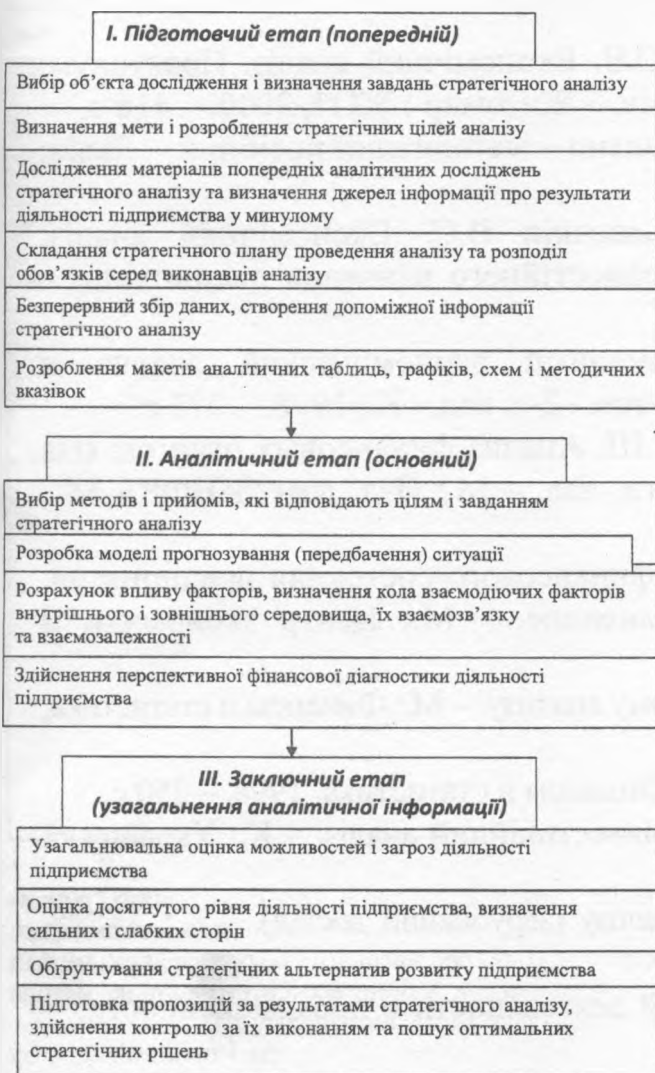 I. Підготовчий етап (попередній)
Вибір об’єкта дослідження і визначення завдань стратегічного аналізу
Визначення мети і розроблення стратегічних цілей аналізу
Дослідження матеріалів попередніх аналітичних досліджень
стратегічного аналізу та визначення джерел інформації про результати
діяльності підприємства у минулому
Складання стратегічного плану проведення аналізу та розподіл
обов’язків серед виконавців аналізу
Безперервний збір даних, створення допоміжної інформації
стратегічного аналізу
Розроблення макетів аналітичних таблиць, графіків, схем і методичних
вказівок
II. Аналітичний етап (основний)
Вибір методів і прийомів, які відповідають цілям і завданням
стратегічного аналізу
Розробка моделі прогнозування (передбачення) ситуації
Розрахунок впливу факторів, визначення кола взаємодіючих факторів
внутрішнього і зовнішнього середовища, їх взаємозв’язку
та взаємозалежності
Здійснення перспективної фінансової діагностики діяльності
підприємства
III. Заключний етап
(узагальнення аналітичної інформації)
Узагальнювальна оцінка можливостей і загроз діяльності
підприємства
Оцінка досягнутого рівня діяльності підприємства, визначення
сильних і слабких сторін
Обґрунтування стратегічних альтернатив розвитку підприємства
Підготовка пропозицій за результатами стратегічного аналізу,
здійснення контролю за їх виконанням та пошук оптимальних
стратегічних рішень